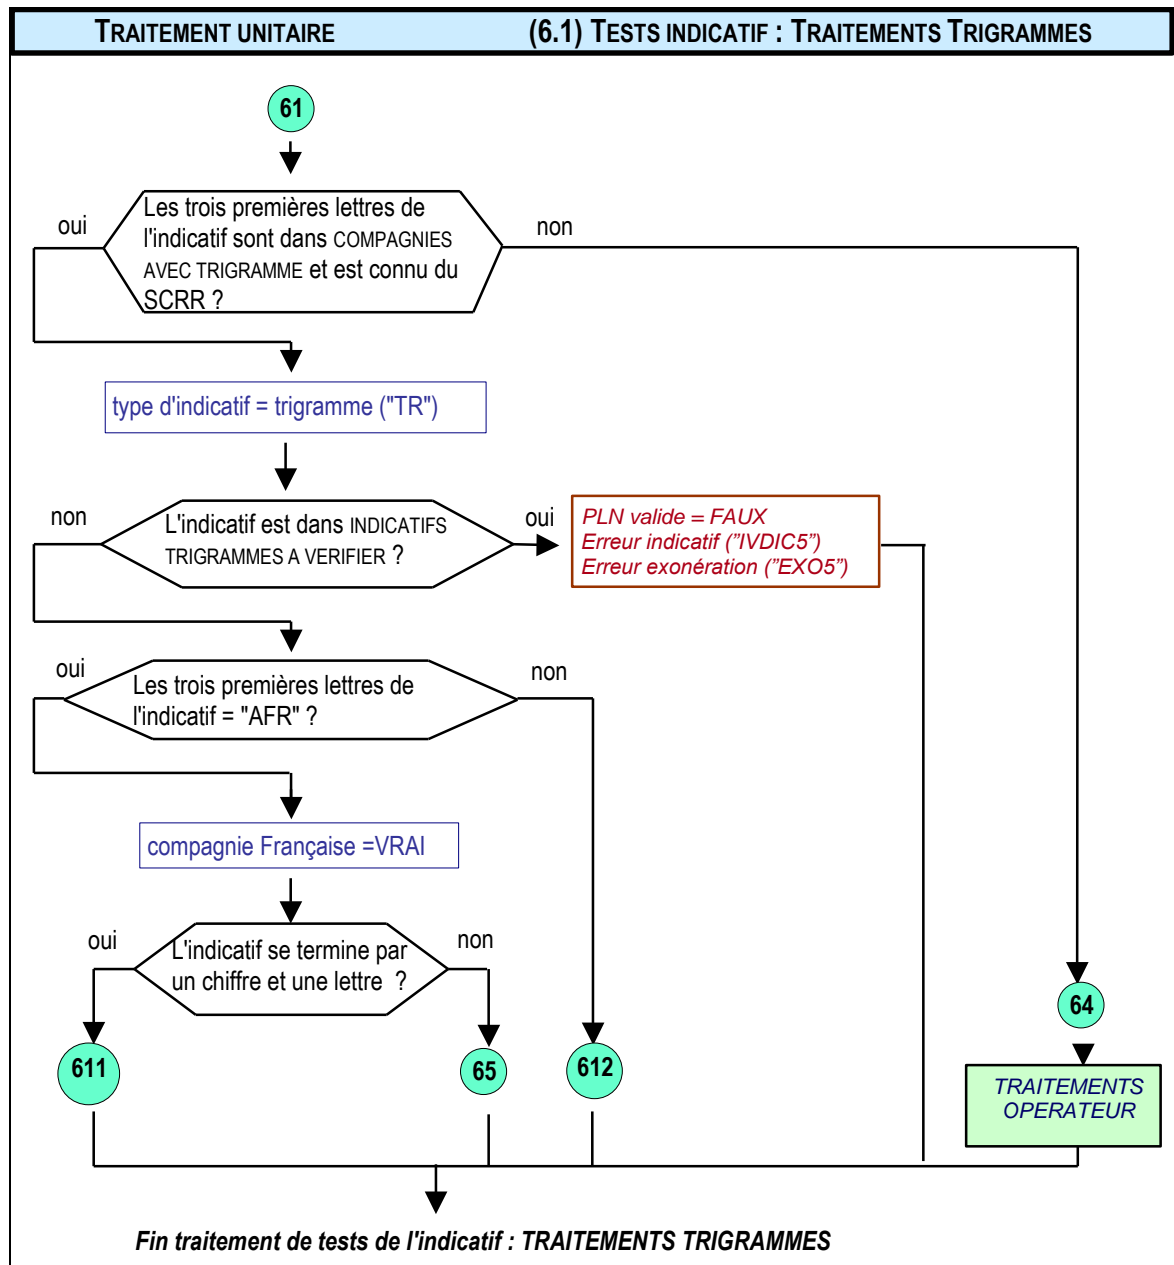 TRAITEMENT UNITAIRE (6.1) TESTS INDICATIF : TRAITEMENTS TRIGRAMMES
61
Les trois premières lettres de
l'indicatif sont dans COMPAGNIES
AVEC TRIGRAMME et est connu du
SCRR ?
oui
non
type d'indicatif = trigramme ("TR")
L'indicatif est dans INDICATIFS
TRIGRAMMES A VERIFIER ?
non
oui
PLN valide = FAUX
Erreur indicatif ("IVDIC5")
Erreur exonération ("EXO5")
oui
Les trois premières lettres de
l'indicatif = "AFR" ?
non
compagnie Française =VRAI
oui
L'indicatif se termine par
un chiffre et une lettre ?
non
64
611
65
612
TRAITEMENTS
OPERATEUR
Fin traitement de tests de l'indicatif : TRAITEMENTS TRIGRAMMES